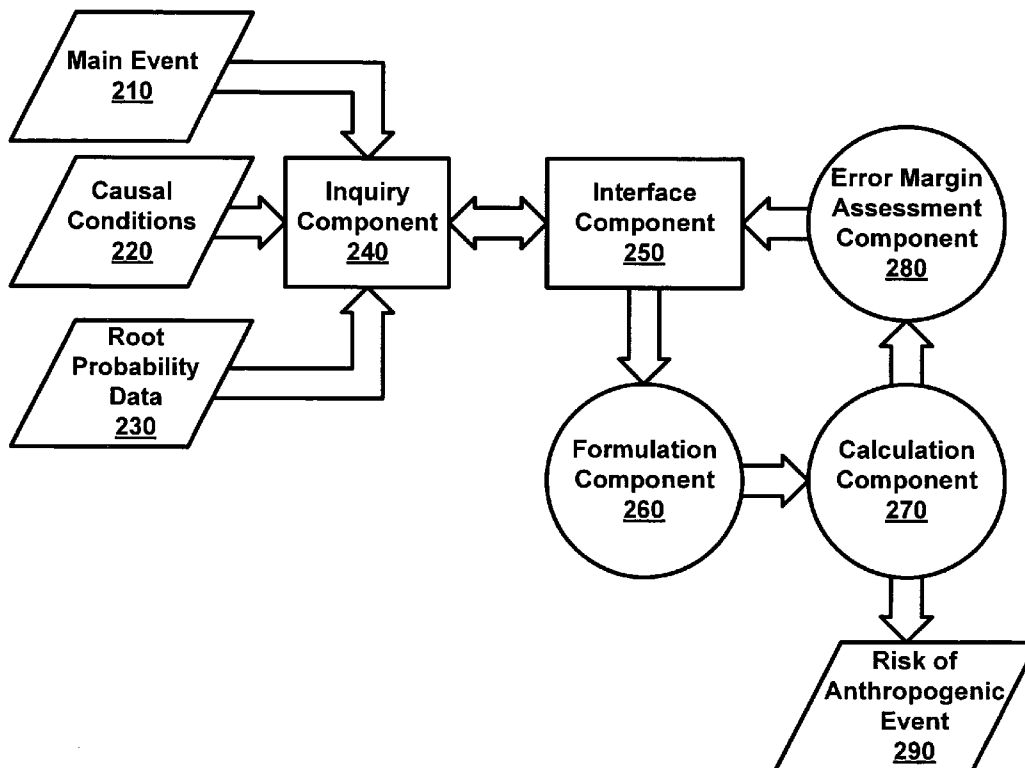 Main Event
210
Causal
Conditions
220
Root
Probability
Data
230
Inquiry
Component
240
Interface
Component
250
Error Margin
Assessment
Component
280
Formulation
Component
260
Calculation
Component
270
Risk of
Anthropogenic
Event
290